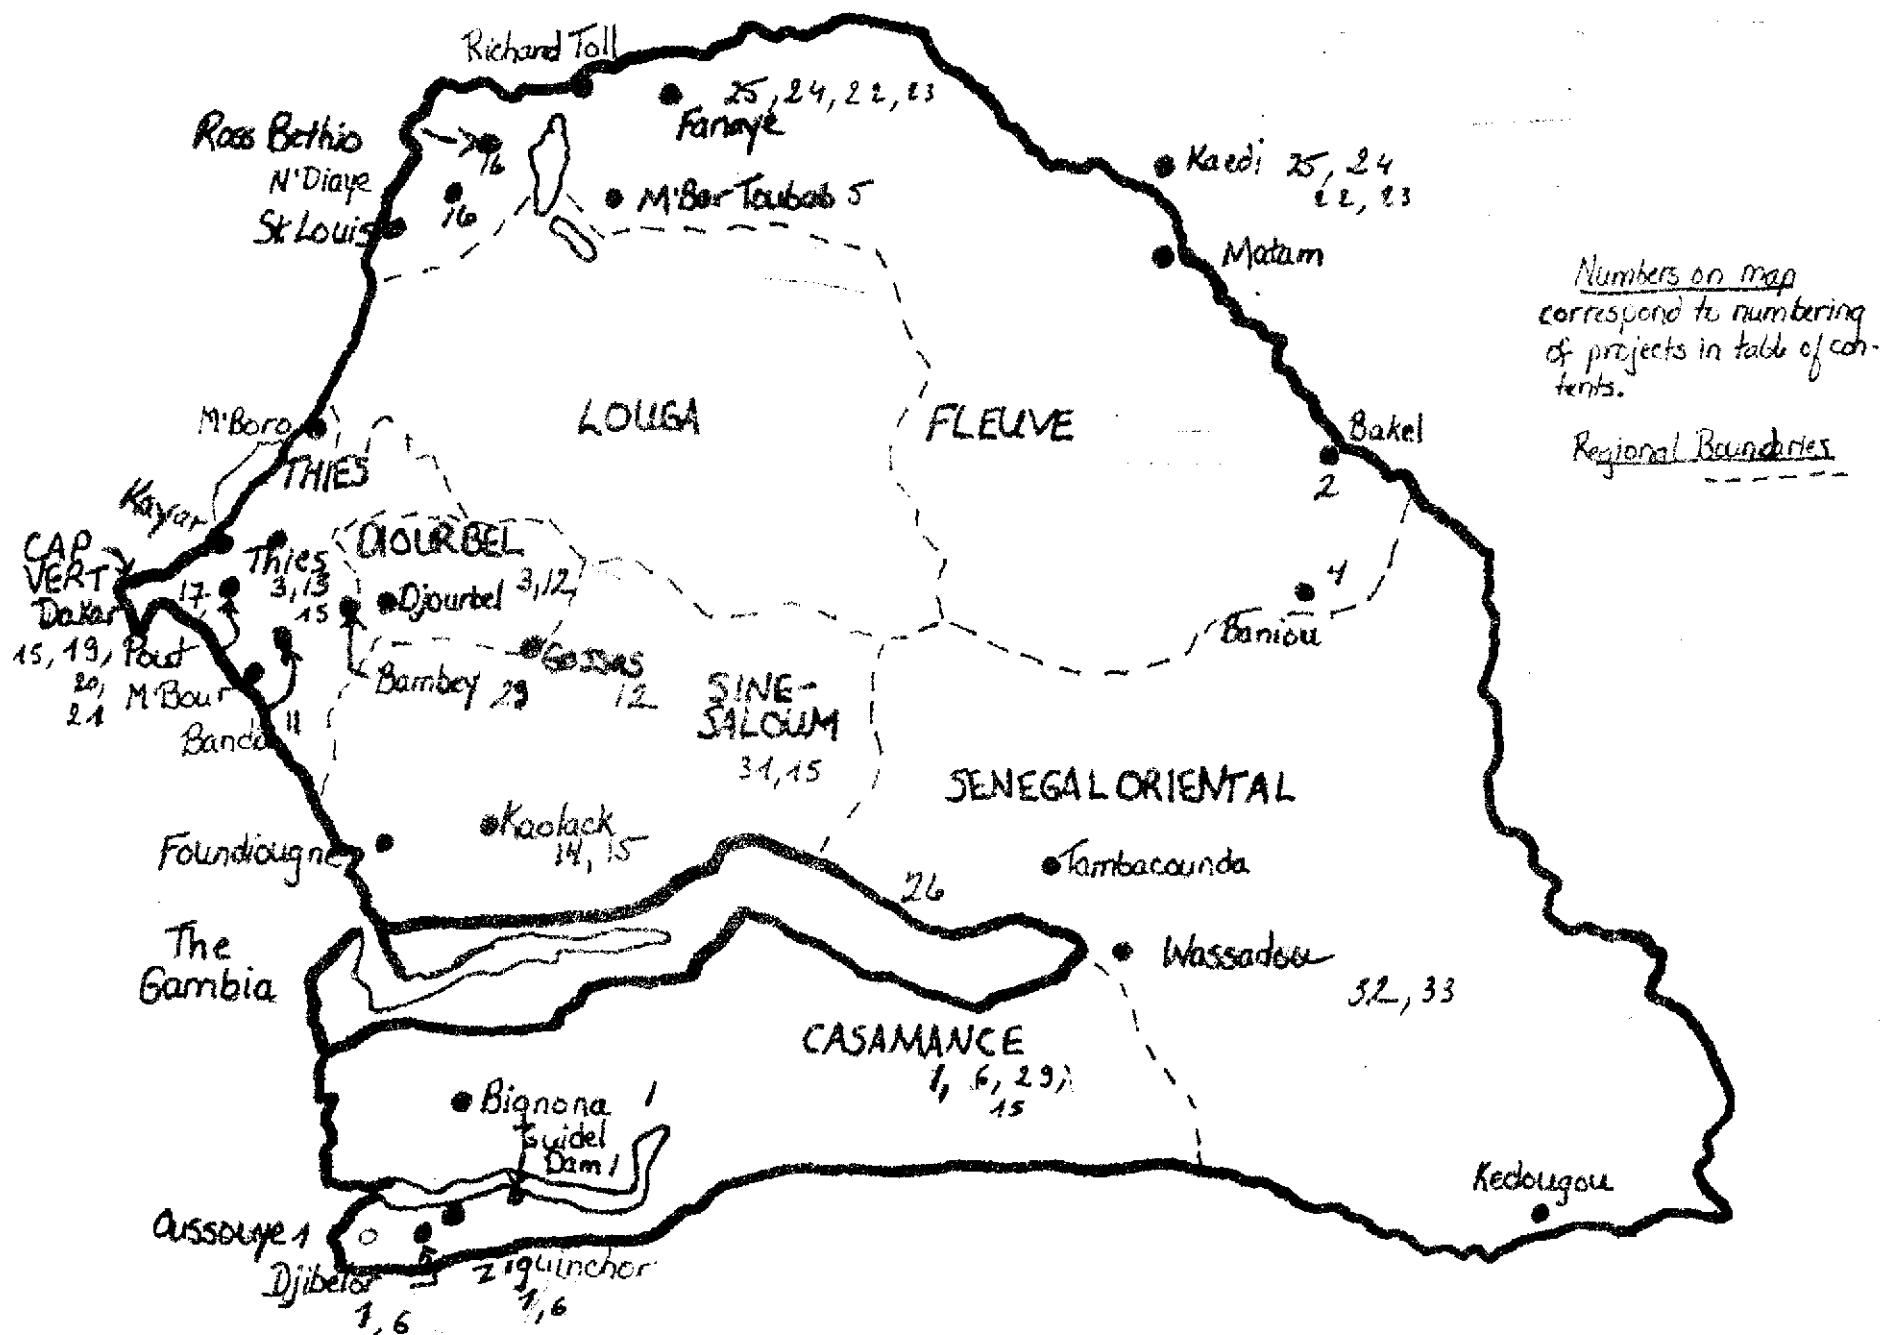 Richard Toll
25, 24, 22, 23
Fanaye
Ross Bethio
16
N'Diaye
16
St Louis
M'Bar Toubab 5
Kaedi 25, 24
22, 23
Matam
Numbers on map
correspond to numbering
of projects in table of con-
tents.
Regional Boundaries
LOUGA
FLEUVE
Bakel
2
M'Boro
THIES
Kayar
CAP
VERT
Dakar
15, 19,
20,
21
17
Thies
3, 13
15
DIOURBEL
3, 12
Djourbel
4
Baniou
Pout
M'Bour
Banda
11
Bambey 29
Gossas
12
SINE-
SALOUM
31, 15
SENEGAL ORIENTAL
Foundiougne
Kaolack
14, 15
Tambacounda
26
The
Gambia
Wassadou
32, 33
CASAMANCE
1, 6, 29,
15
Bignona 1
Guidel
Dam 1
Kedougou
Oussouye 1
Djibelor
1, 6
Ziguinchor
1, 6